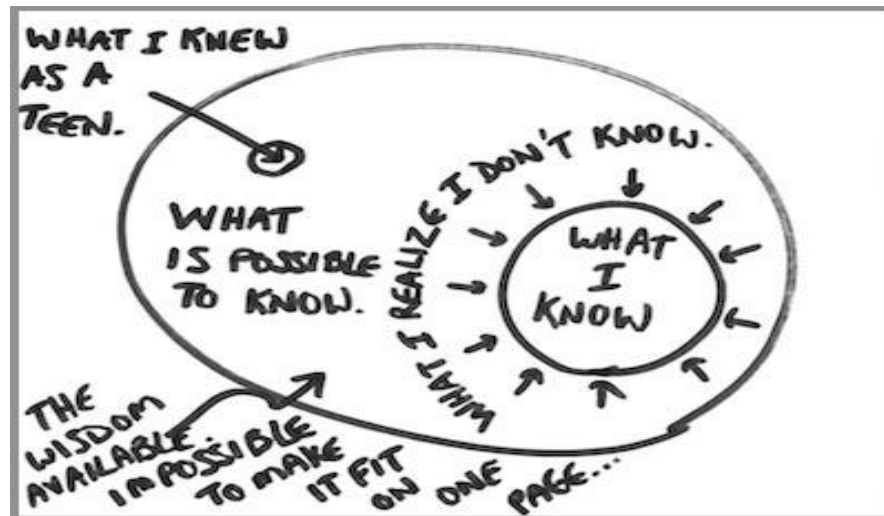 WHAT I KNEW
AS A
TEEN.
WHAT
IS POSSIBLE
TO KNOW.
WHAT I REALIZE I DON'T KNOW.
WHAT
I
KNOW
THE
WISDOM
AVAILABLE.
IMPOSSIBLE
TO MAKE
IT FIT
ON ONE
PAGE...